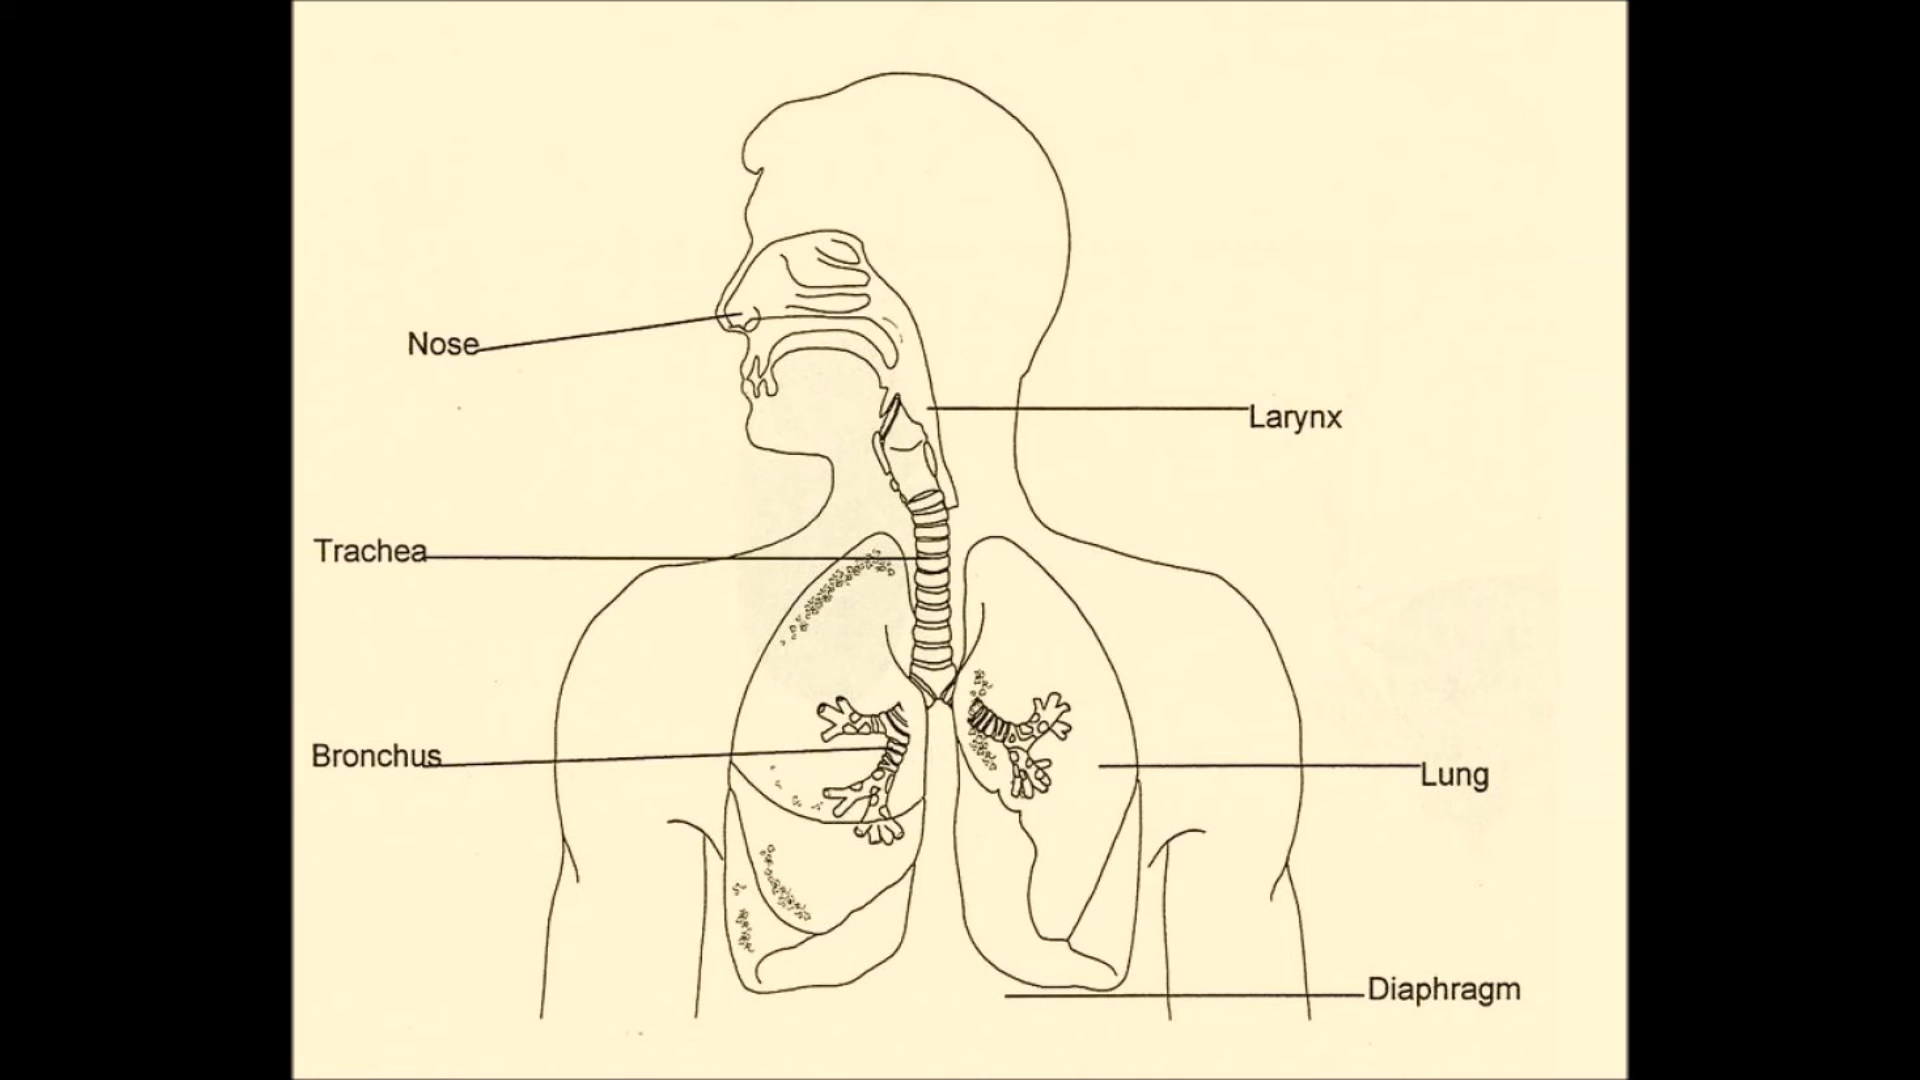 Nose
Larynx
Trachea
Bronchus
Lung
Diaphragm